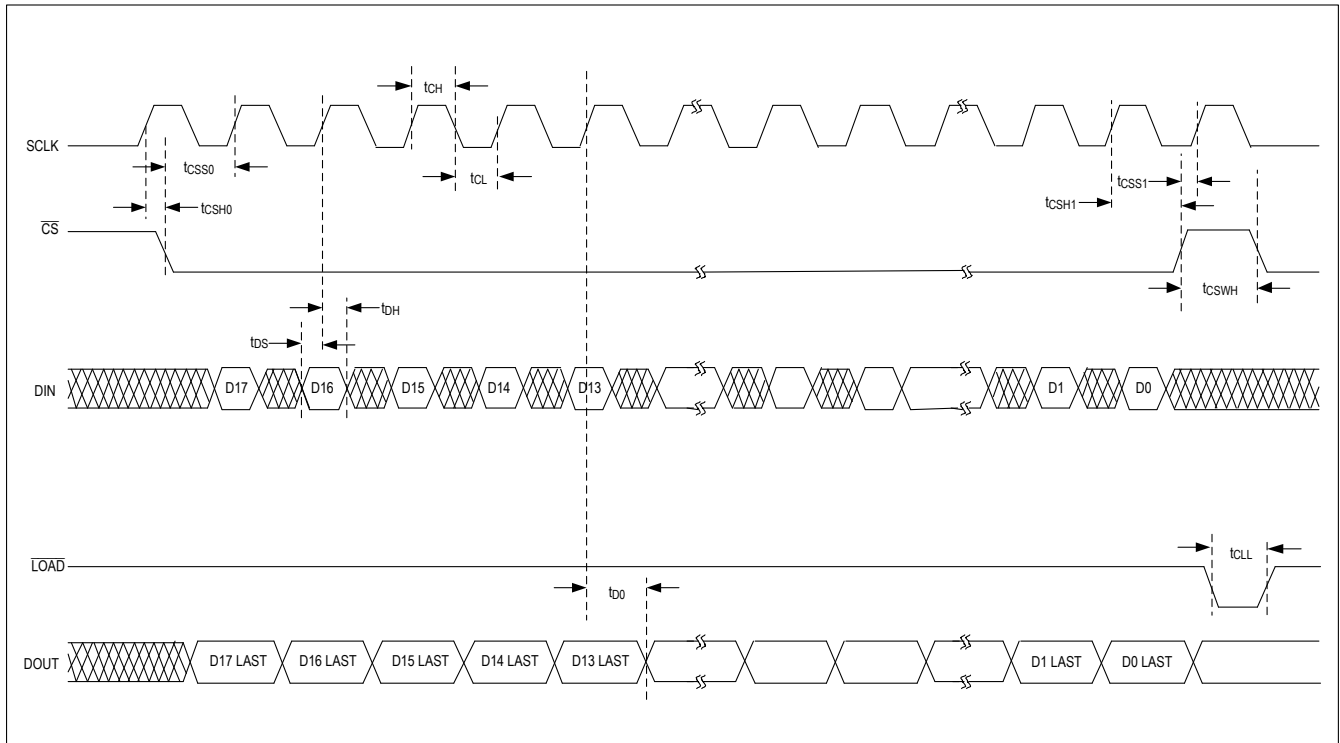 tCH
SCLK
tCSS0
tCL
tCSS1
tCSH0
tCSH1
CS
tCSWH
tDH
tDS
DIN
D17
D16
D15
D14
D13
D1
D0
LOAD
tCLL
tD0
DOUT
D17 LAST
D16 LAST
D15 LAST
D14 LAST
D13 LAST
D1 LAST
D0 LAST